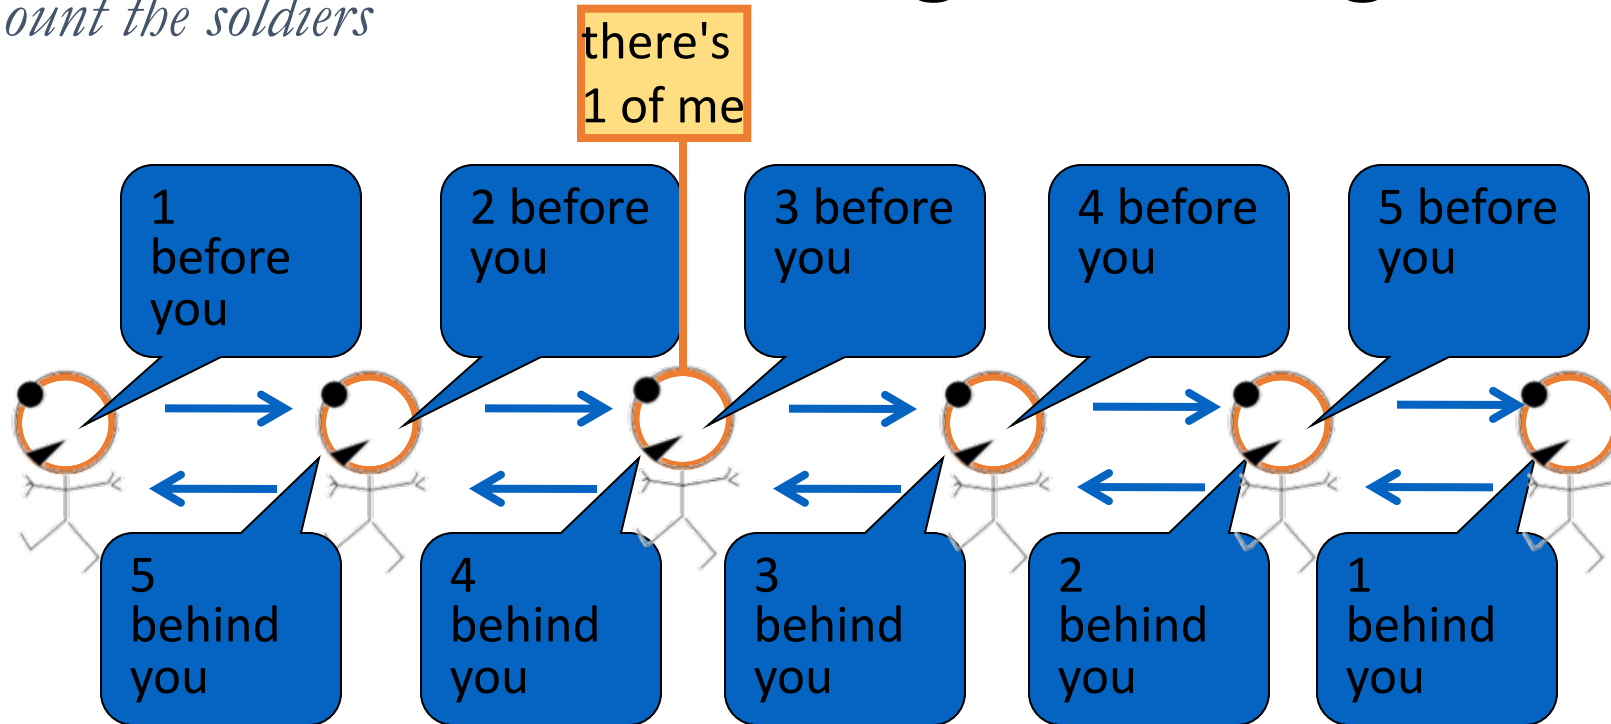 ount the soldiers
there's
1 of me
1
before
you
2 before
you
3 before
you
4 before
you
5 before
you
5
behind
you
4
behind
you
3
behind
you
2
behind
you
1
behind
you